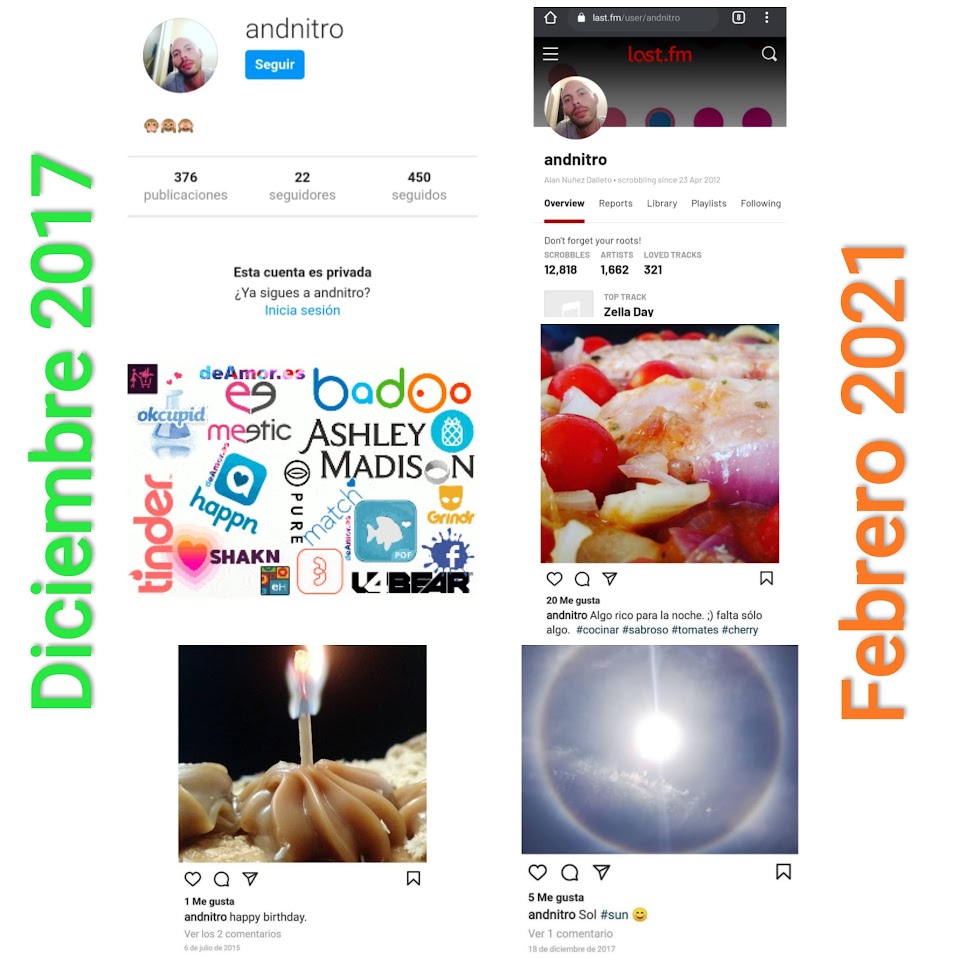 Diciembre 2017
andnitro
Seguir
376
22
450
publicaciones
seguidores
seguidos
Esta cuenta es privada
¿Ya sigues a andnitro?
Inicia sesión
deAmor.es
okcupid
meetic
badoo
ASHLEY
MADISON
deAmor.es
happn
PURE
match
deAmor.es
tinder
SHAKN
POF
Grindr
f
eH
U4BEAR
1 Me gusta
andnitro happy birthday.
Ver los 2 comentarios
6 de julio de 2015
last.fm/user/andnitro
8
last.fm
andnitro
Alan Nuñez Dalleto • scrobbling since 23 Apr 2012
Overview Reports Library Playlists Following
Don't forget your roots!
SCROBBLES ARTISTS LOVED TRACKS
12,818 1,662 321
TOP TRACK
Zella Day
20 Me gusta
andnitro Algo rico para la noche. ;) falta sólo
algo. #cocinar #sabroso #tomates #cherry
5 Me gusta
andnitro Sol #sun 😊
Ver 1 comentario
18 de diciembre de 2017
Febrero 2021